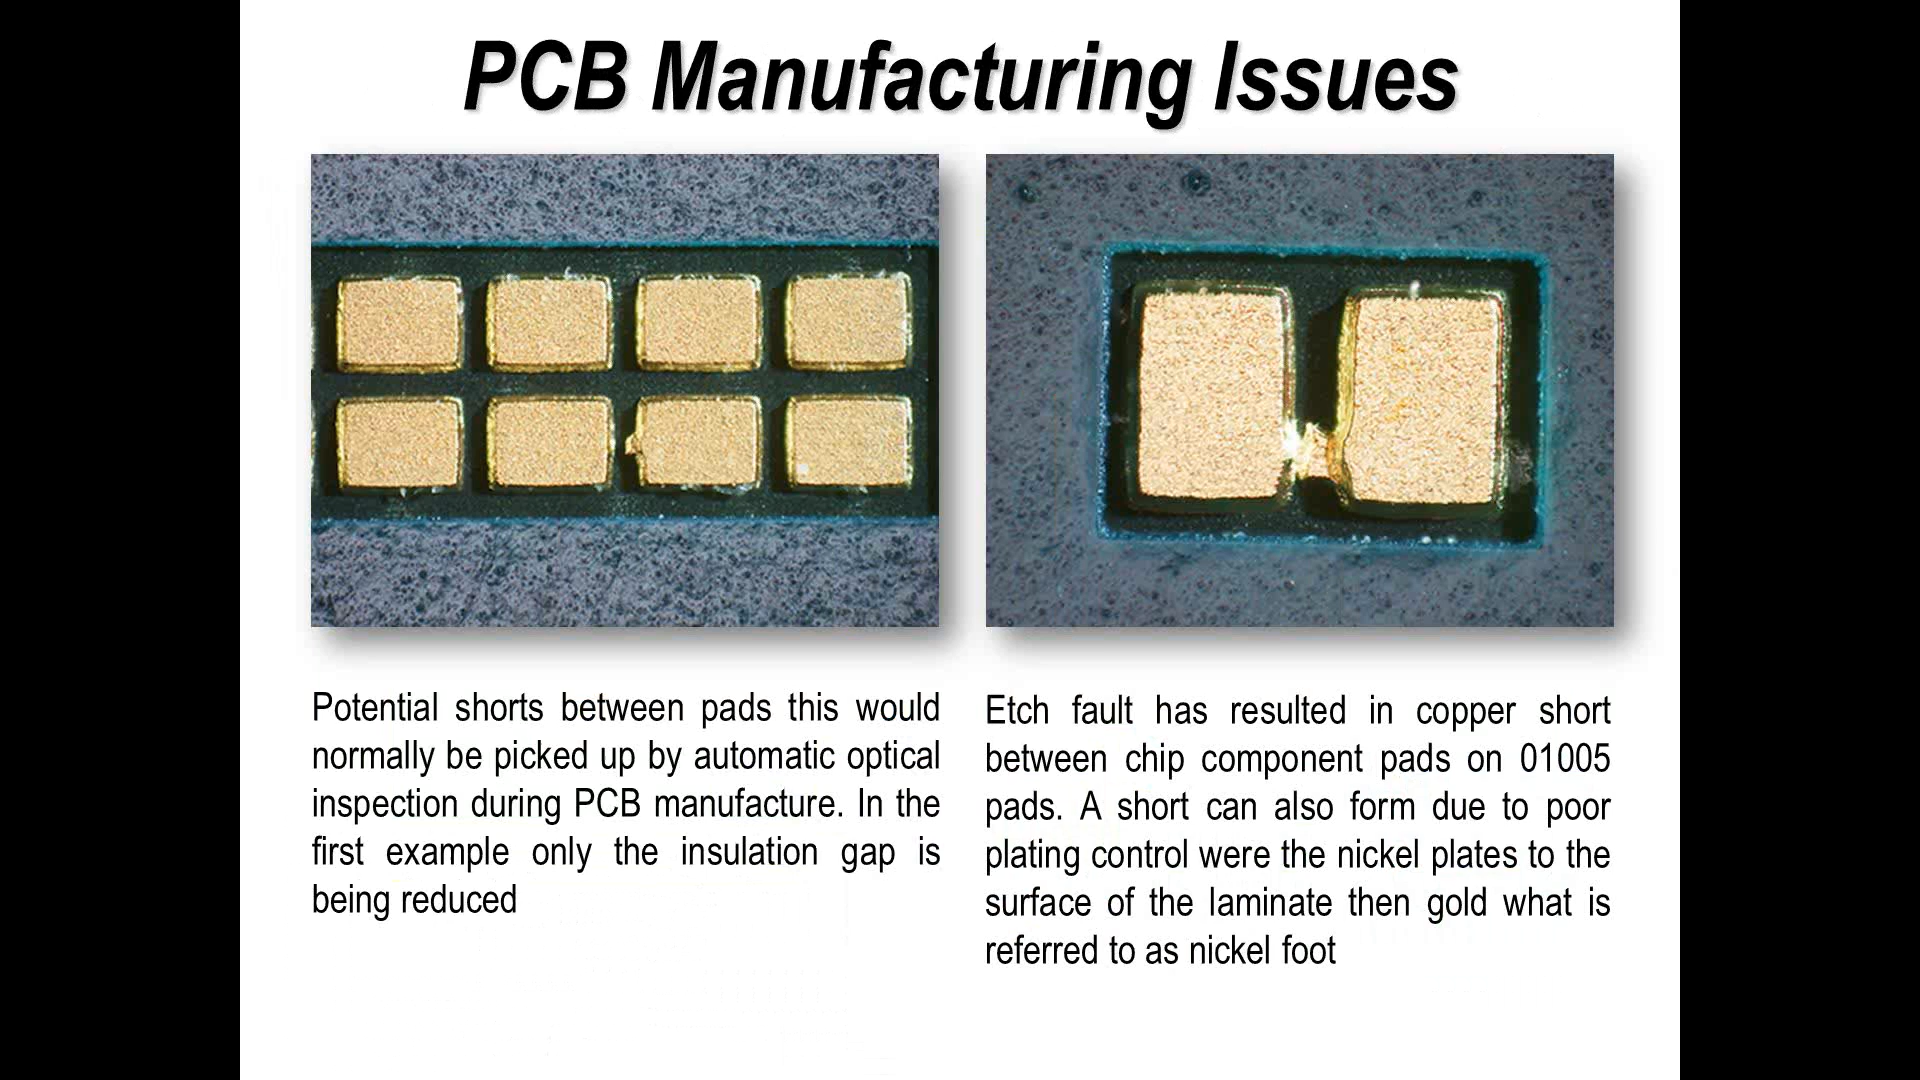 PCB Manufacturing Issues
Potential shorts between pads this would
normally be picked up by automatic optical
inspection during PCB manufacture. In the
first example only the insulation gap is
being reduced
Etch fault has resulted in copper short
between chip component pads on 01005
pads. A short can also form due to poor
plating control were the nickel plates to the
surface of the laminate then gold what is
referred to as nickel foot